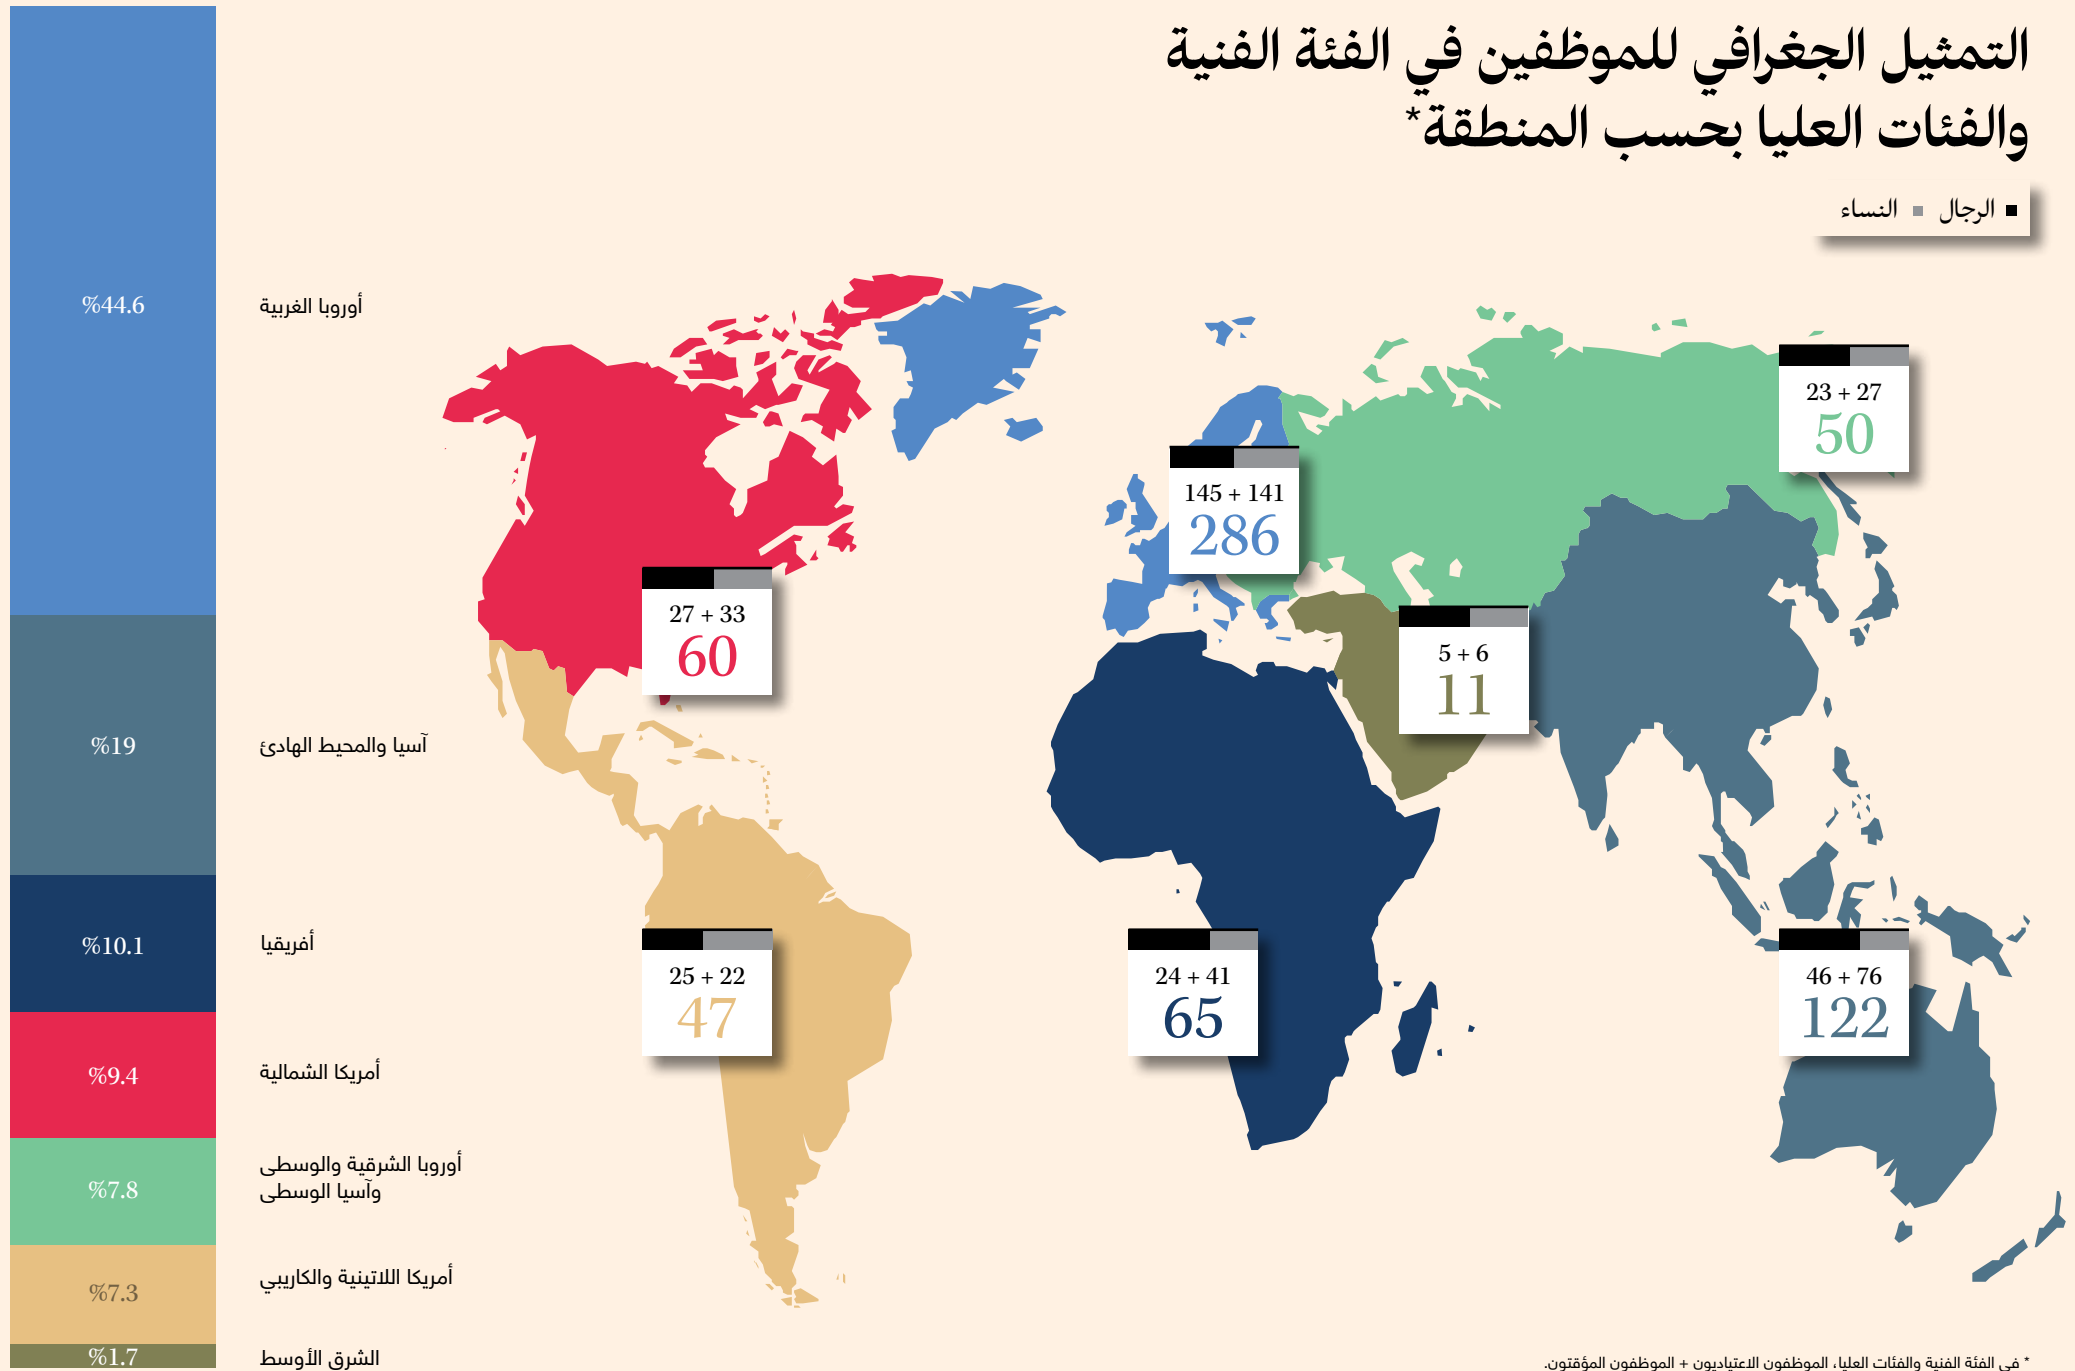 التمثيل الجغرافي للموظفين في الفئة الفنية
والفئات العليا بحسب المنطقة*
الرجال النساء
%44.6 أوروبا الغربية
%19 آسيا والمحيط الهادئ
%10.1 أفريقيا
%9.4 أمريكا الشمالية
%7.8 أوروبا الشرقية والوسطى
وآسيا الوسطى
%7.3 أمريكا اللاتينية والكاريبي
%1.7 الشرق الأوسط
23 + 27
50
145 + 141
286
27 + 33
60
5 + 6
11
25 + 22
47
24 + 41
65
46 + 76
122
* في الفئة الفنية والفئات العليا، الموظفون الاعتياديون + الموظفون المؤقتون.